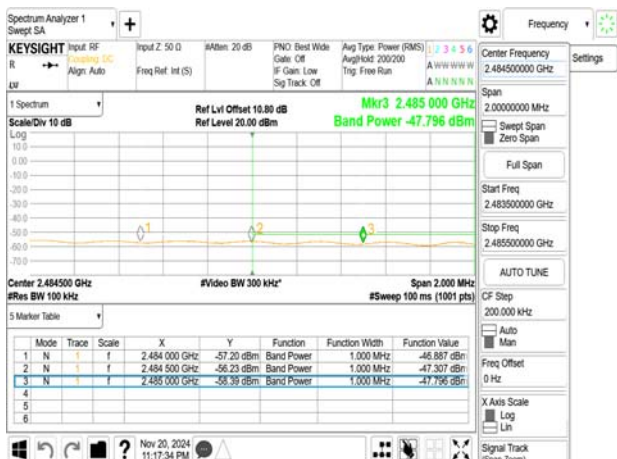 Spectrum Analyzer 1
Swept SA
Frequency
KEYSIGHT Input: RF Input Z: 50 Ω #Atten: 20 dB PNO: Best Wide Avg Type: Power (RMS) 1 2 3 4 5 6
R Coupling: DC Gate: Off Avg|Hold: 200/200 A W W W W W
Align: Auto Freq Ref: Int (S) IF Gain: Low Trig: Free Run
Sig Track: Off A N N N N N
LXI
1 Spectrum
Ref Lvl Offset 10.80 dB Mkr3 2.485 000 GHz
Scale/Div 10 dB Ref Level 20.00 dBm Band Power -47.796 dBm
Log
10.0
0.00
-10.0
-20.0
-30.0
-40.0
-50.0
-60.0
-70.0
1 2 3
Center 2.484500 GHz #Video BW 300 kHz* Span 2.000 MHz
#Res BW 100 kHz #Sweep 100 ms (1001 pts)
5 Marker Table
Mode Trace Scale X Y Function Function Width Function Value
1 N 1 f 2.484 000 GHz -57.20 dBm Band Power 1.000 MHz -46.887 dBm
2 N 1 f 2.484 500 GHz -56.23 dBm Band Power 1.000 MHz -47.307 dBm
3 N 1 f 2.485 000 GHz -58.39 dBm Band Power 1.000 MHz -47.796 dBm
4
5
6
Nov 20, 2024
11:17:34 PM
Center Frequency
2.484500000 GHz
Settings
Span
2.00000000 MHz
Swept Span
Zero Span
Full Span
Start Freq
2.483500000 GHz
Stop Freq
2.485500000 GHz
AUTO TUNE
CF Step
200.000 kHz
Auto
Man
Freq Offset
0 Hz
X Axis Scale
Log
Lin
Signal Track